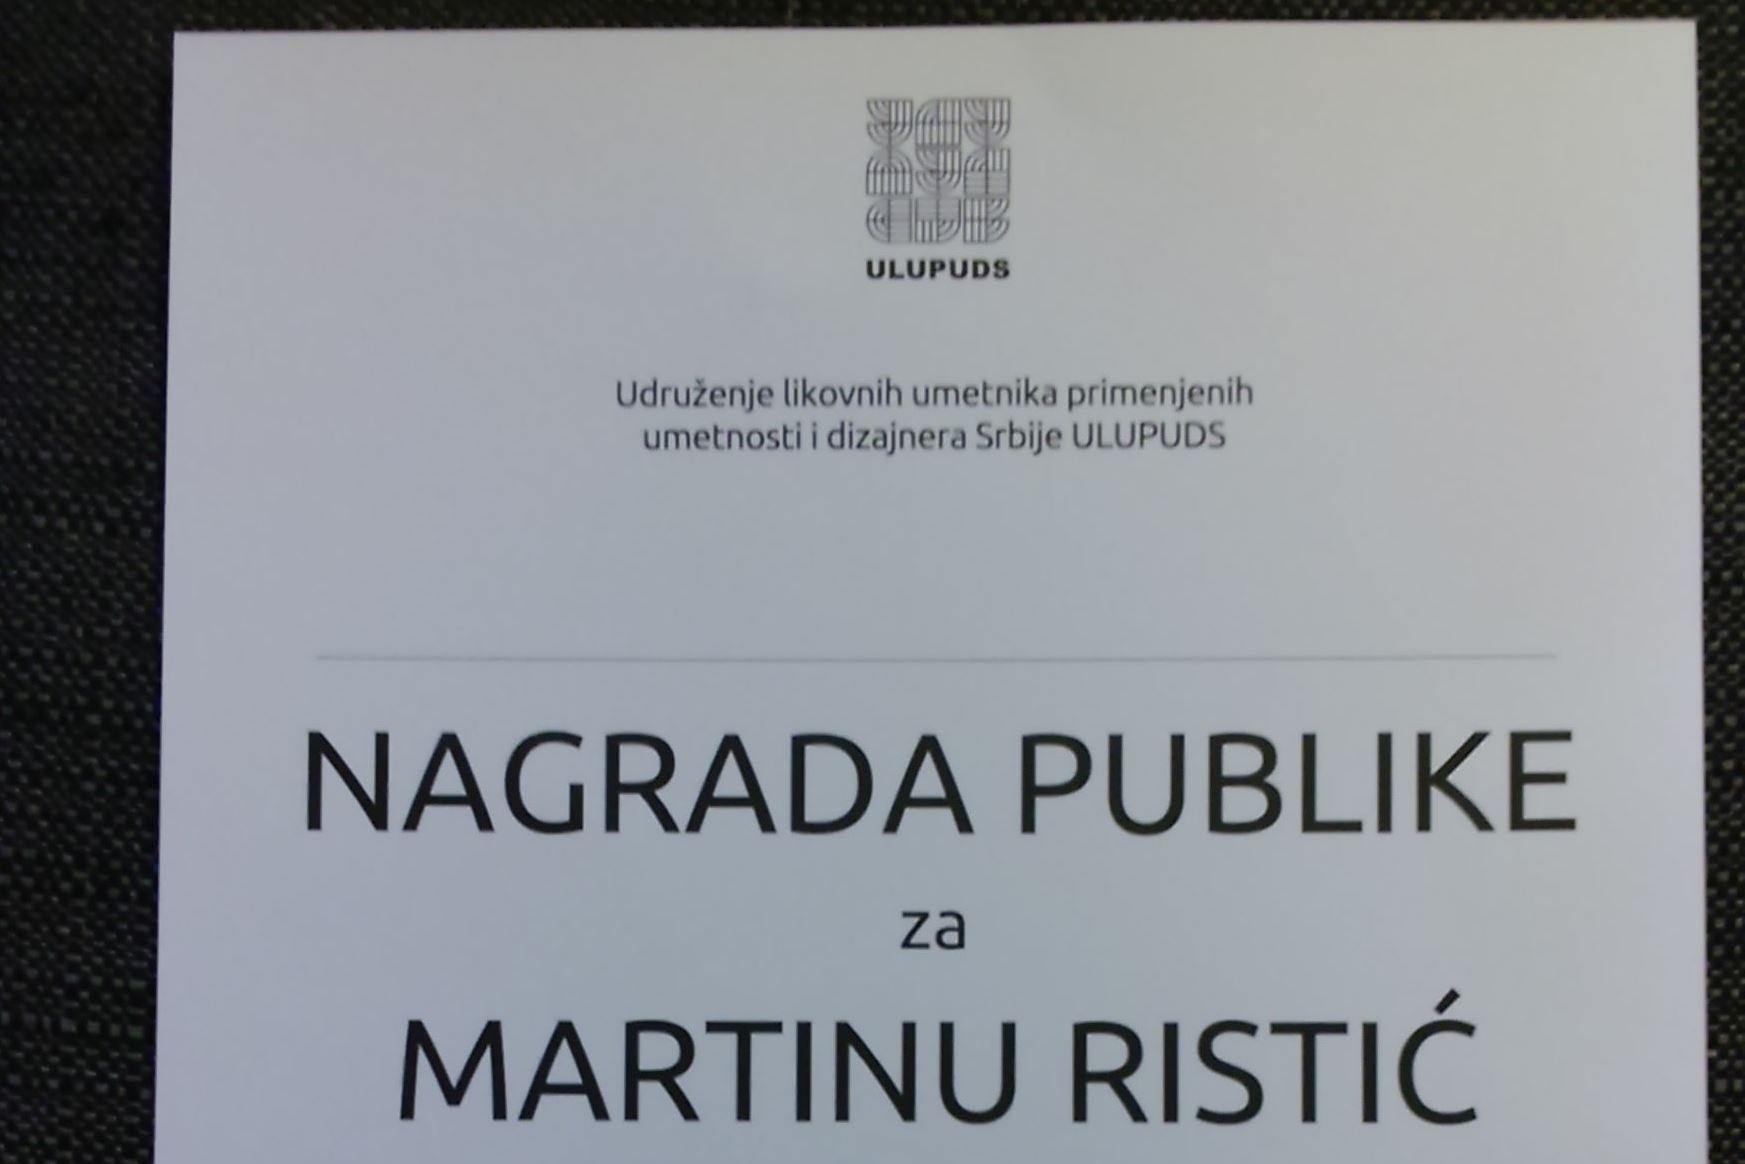 ULUPUDS
Udruženje likovnih umetnika primenjenih
umetnosti i dizajnera Srbije ULUPUDS
NAGRADA PUBLIKE
za
MARTINU RISTIĆ